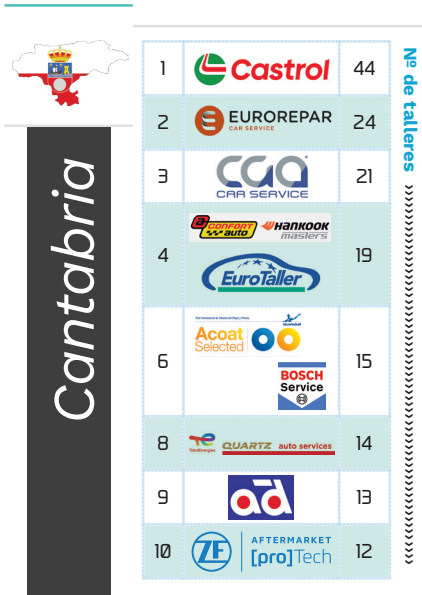 Cantabria
Nº de talleres
1 Castrol 44
2 EUROREPAR CAR SERVICE 24
3 CGA CAR SERVICE 21
4 Confort auto HANKOOK masters EuroTaller 19
6 Acoat Selected BOSCH Service 15
8 TotalEnergies QUARTZ auto services 14
9 ad 13
10 ZF AFTERMARKET [pro]Tech 12